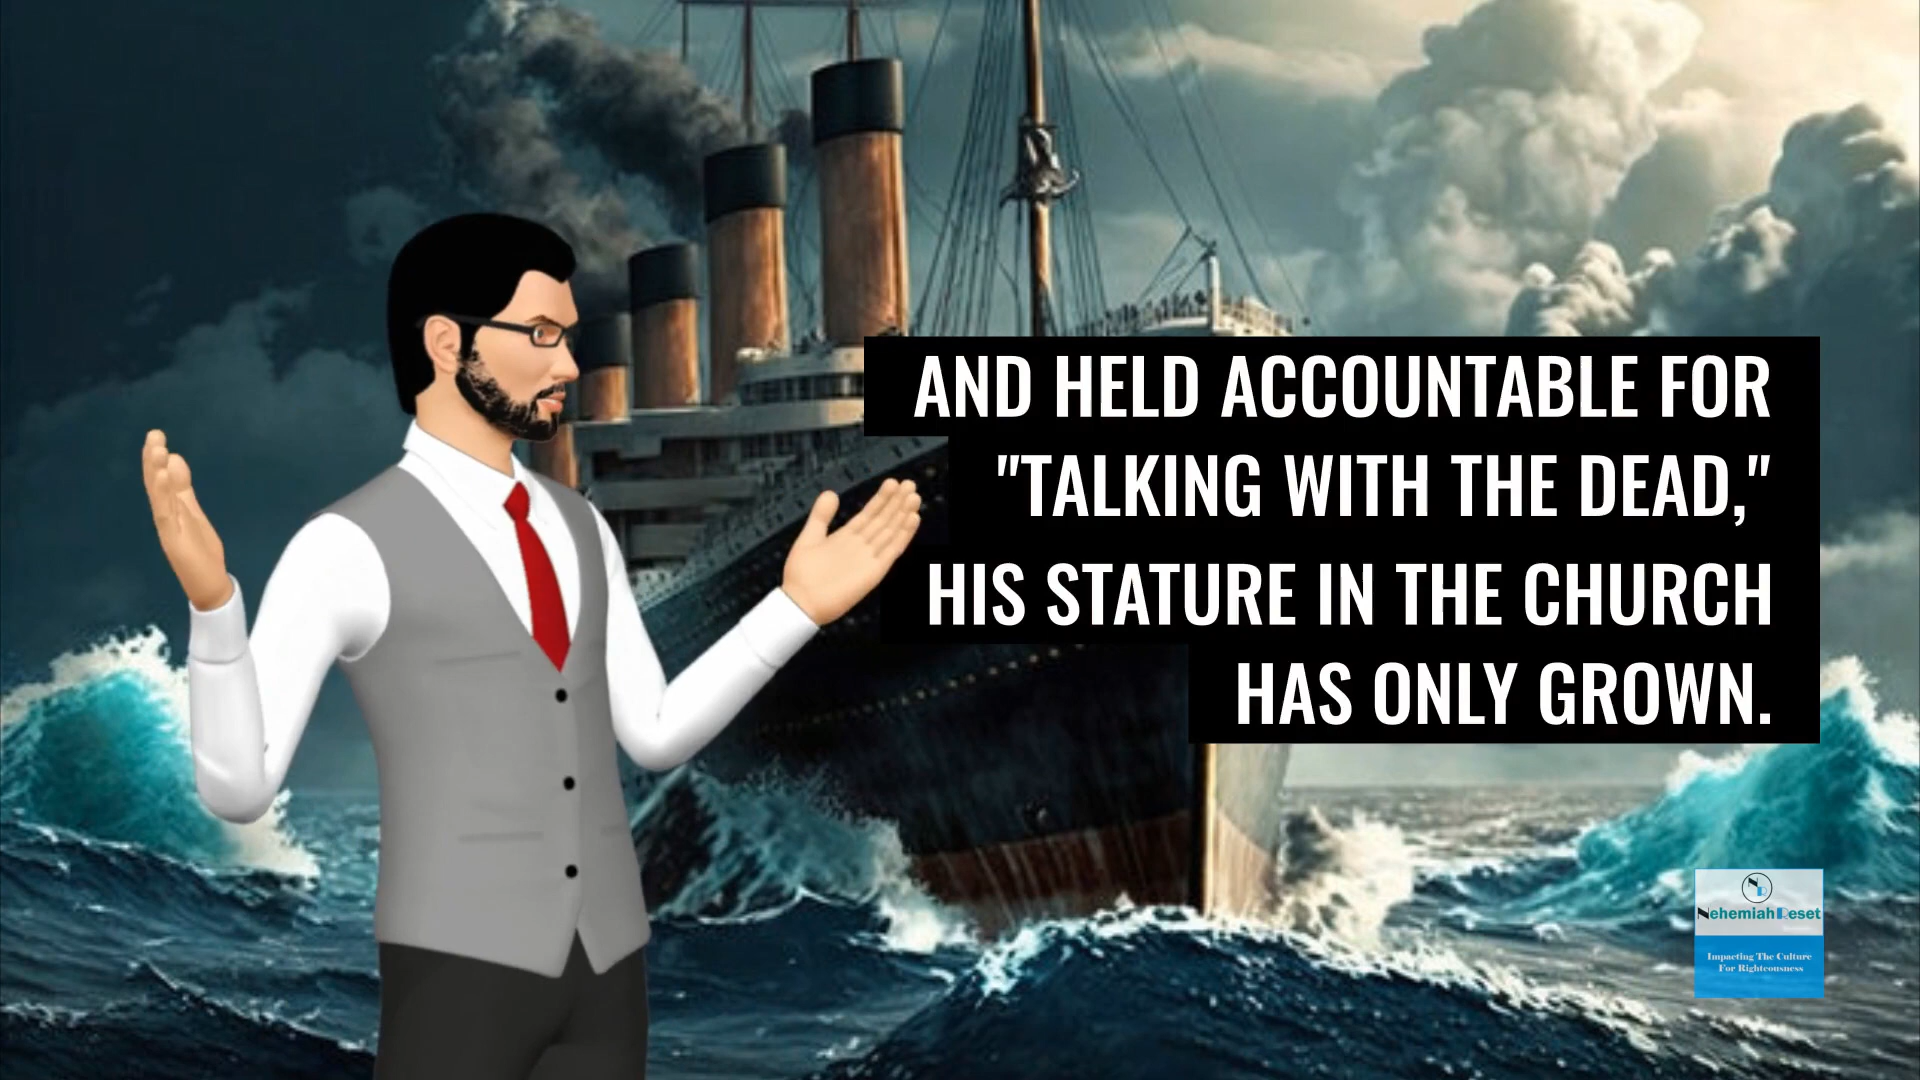 AND HELD ACCOUNTABLE FOR
"TALKING WITH THE DEAD,"
HIS STATURE IN THE CHURCH
HAS ONLY GROWN.
NehemiahReset
Impacting The Culture
For Righteousness